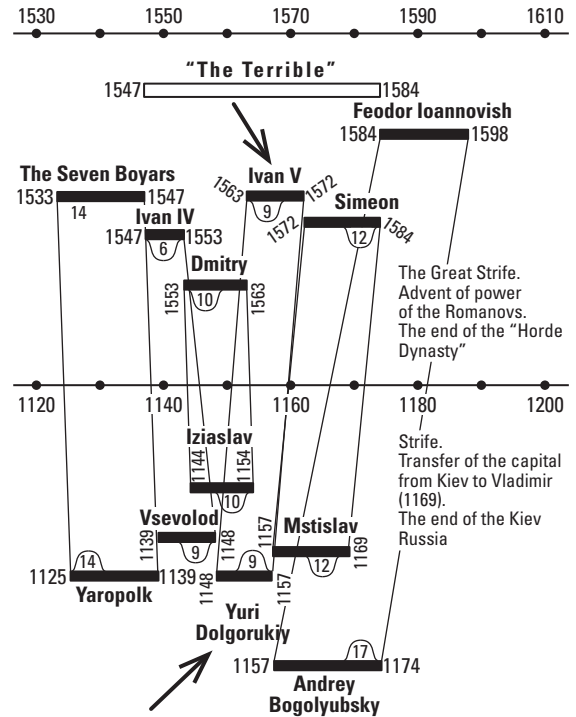 1530 1550 1570 1590 1610
“The Terrible”
1547 1584
Feodor Ioannovish
1584 1598
The Seven Boyars
1533 1547
14
Ivan V
1563 1572
9
Ivan IV
1547 1553
6
Simeon
1572 1584
12
Dmitry
1553 1563
10
The Great Strife.
Advent of power
of the Romanovs.
The end of the “Horde
Dynasty”
1120 1140 1160 1180 1200
Iziaslav
1144 1154
10
Strife.
Transfer of the capital
from Kiev to Vladimir
(1169).
The end of the Kiev
Russia
Vsevolod
1139 1148
9
Mstislav
1157 1169
12
1125 1139
14
Yaropolk
1148 1157
9
Yuri
Dolgorukiy
1157 1174
17
Andrey
Bogolyubsky